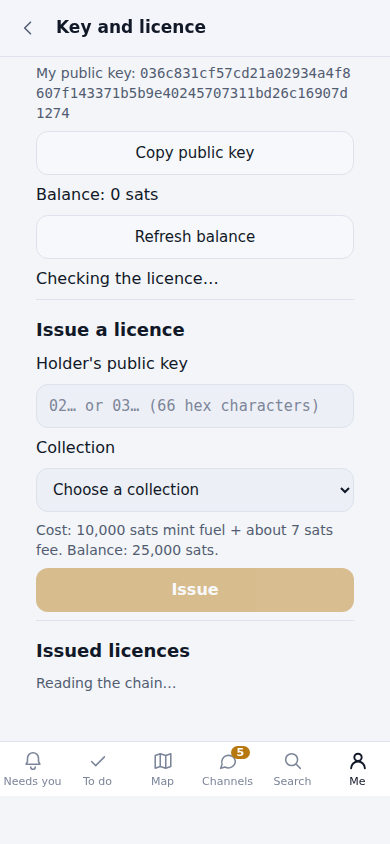 Key and licence
My public key: 036c831cf57cd21a02934a4f8
607f143371b5b9e40245707311bd26c16907d
1274
Copy public key
Balance: 0 sats
Refresh balance
Checking the licence…
Issue a licence
Holder's public key
02… or 03… (66 hex characters)
Collection
Choose a collection
Cost: 10,000 sats mint fuel + about 7 sats
fee. Balance: 25,000 sats.
Issue
Issued licences
Reading the chain…
5
Needs you To do Map Channels Search Me